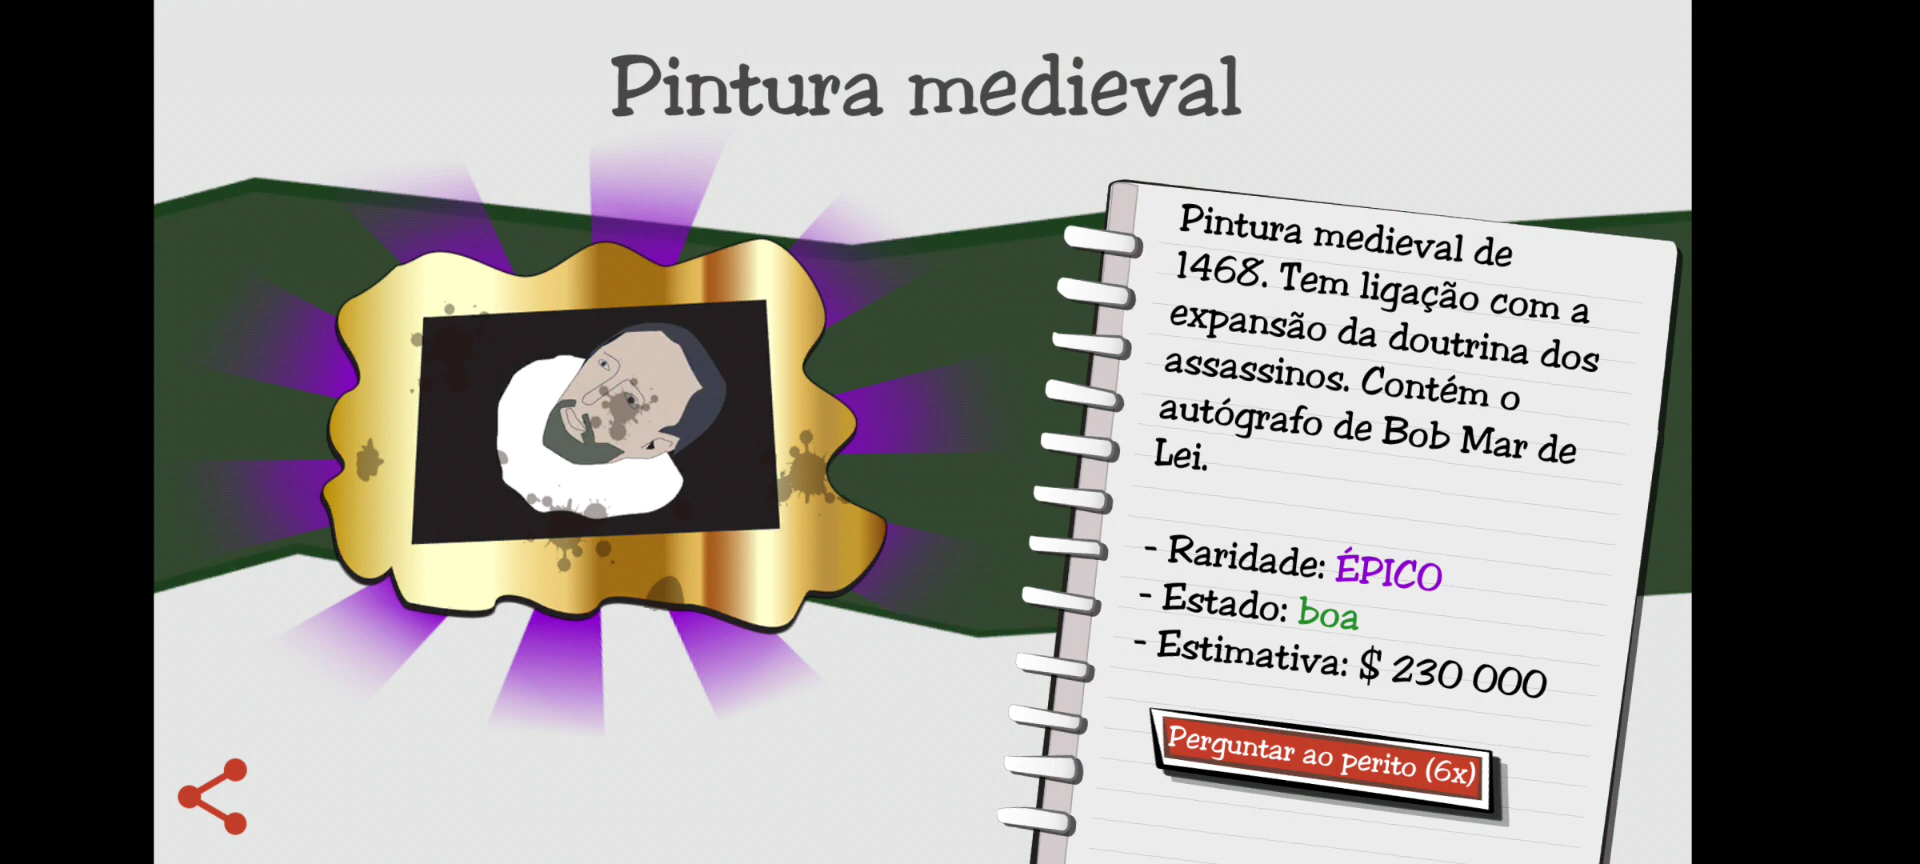 Pintura medieval
Pintura medieval de
1468. Tem ligação com a
expansão da doutrina dos
assassinos. Contém o
autógrafo de Bob Mar de
Lei.
- Raridade: ÉPICO
- Estado: boa
- Estimativa: $ 230 000
Perguntar ao perito (6x)